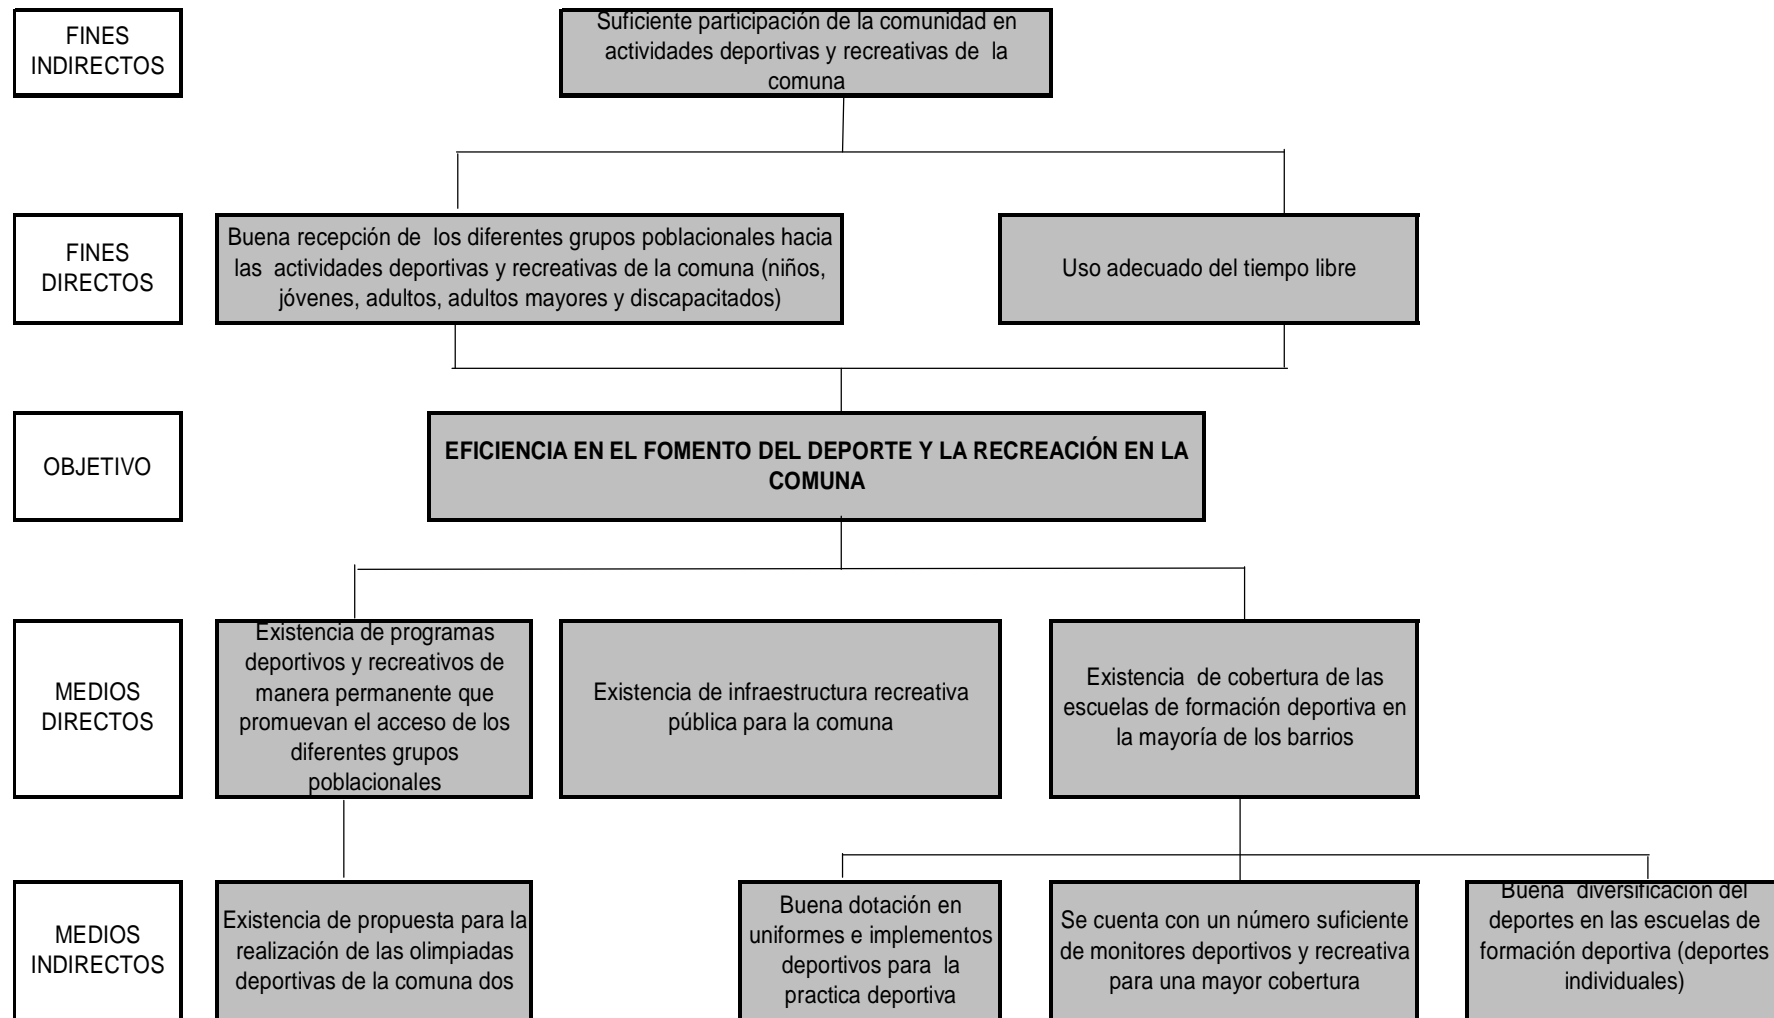 FINES
INDIRECTOS
Suficiente participación de la comunidad en
actividades deportivas y recreativas de la
comuna
FINES
DIRECTOS
Buena recepción de los diferentes grupos poblacionales hacia
las actividades deportivas y recreativas de la comuna (niños,
jóvenes, adultos, adultos mayores y discapacitados)
Uso adecuado del tiempo libre
OBJETIVO
EFICIENCIA EN EL FOMENTO DEL DEPORTE Y LA RECREACIÓN EN LA
COMUNA
MEDIOS
DIRECTOS
Existencia de programas
deportivos y recreativos de
manera permanente que
promuevan el acceso de los
diferentes grupos
poblacionales
Existencia de infraestructura recreativa
pública para la comuna
Existencia de cobertura de las
escuelas de formación deportiva en
la mayoría de los barrios
MEDIOS
INDIRECTOS
Existencia de propuesta para la
realización de las olimpiadas
deportivas de la comuna dos
Buena dotación en
uniformes e implementos
deportivos para la
practica deportiva
Se cuenta con un número suficiente
de monitores deportivos y recreativa
para una mayor cobertura
Buena diversificación del
deportes en las escuelas de
formación deportiva (deportes
individuales)